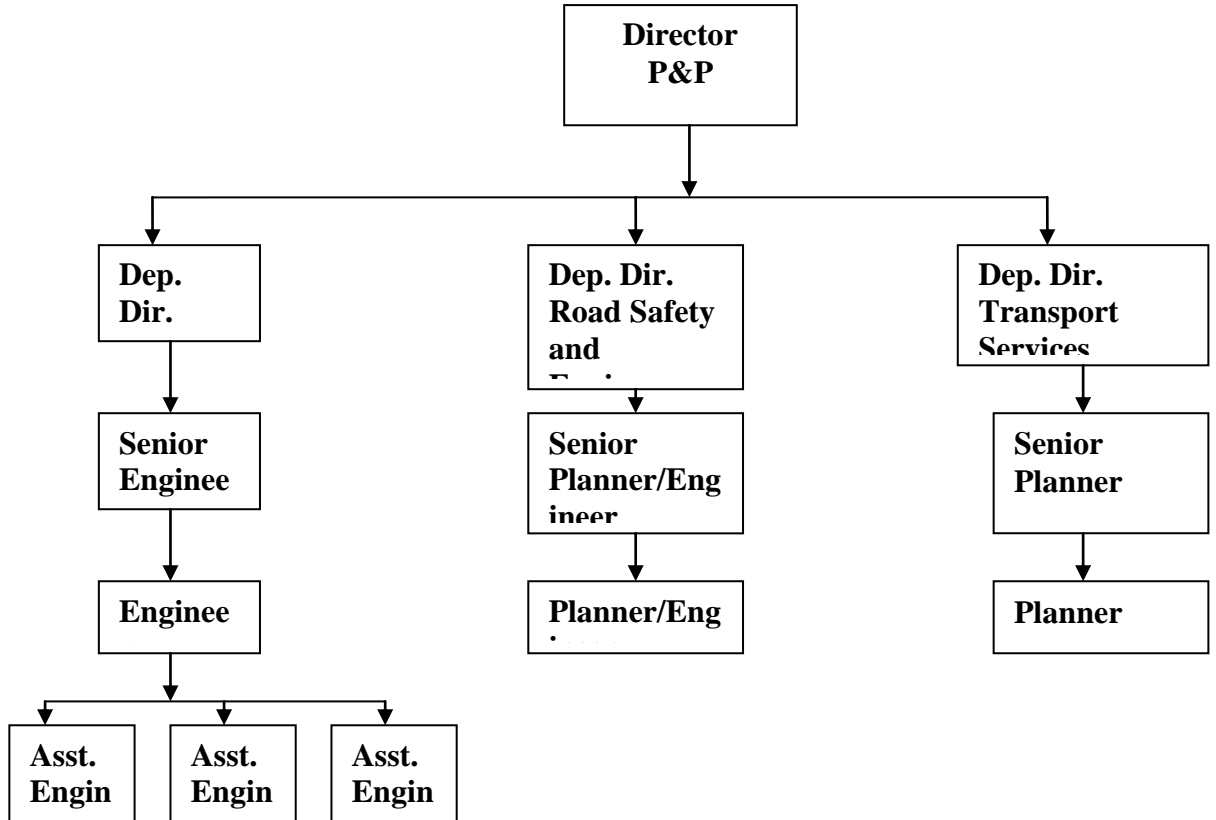 Director
P&P
Dep.
Dir.
Dep. Dir.
Road Safety
and
Dep. Dir.
Transport
Services
Senior
Enginee
Senior
Planner/Eng
ineer
Senior
Planner
Enginee
Planner/Eng
Planner
Asst.
Engin
Asst.
Engin
Asst.
Engin